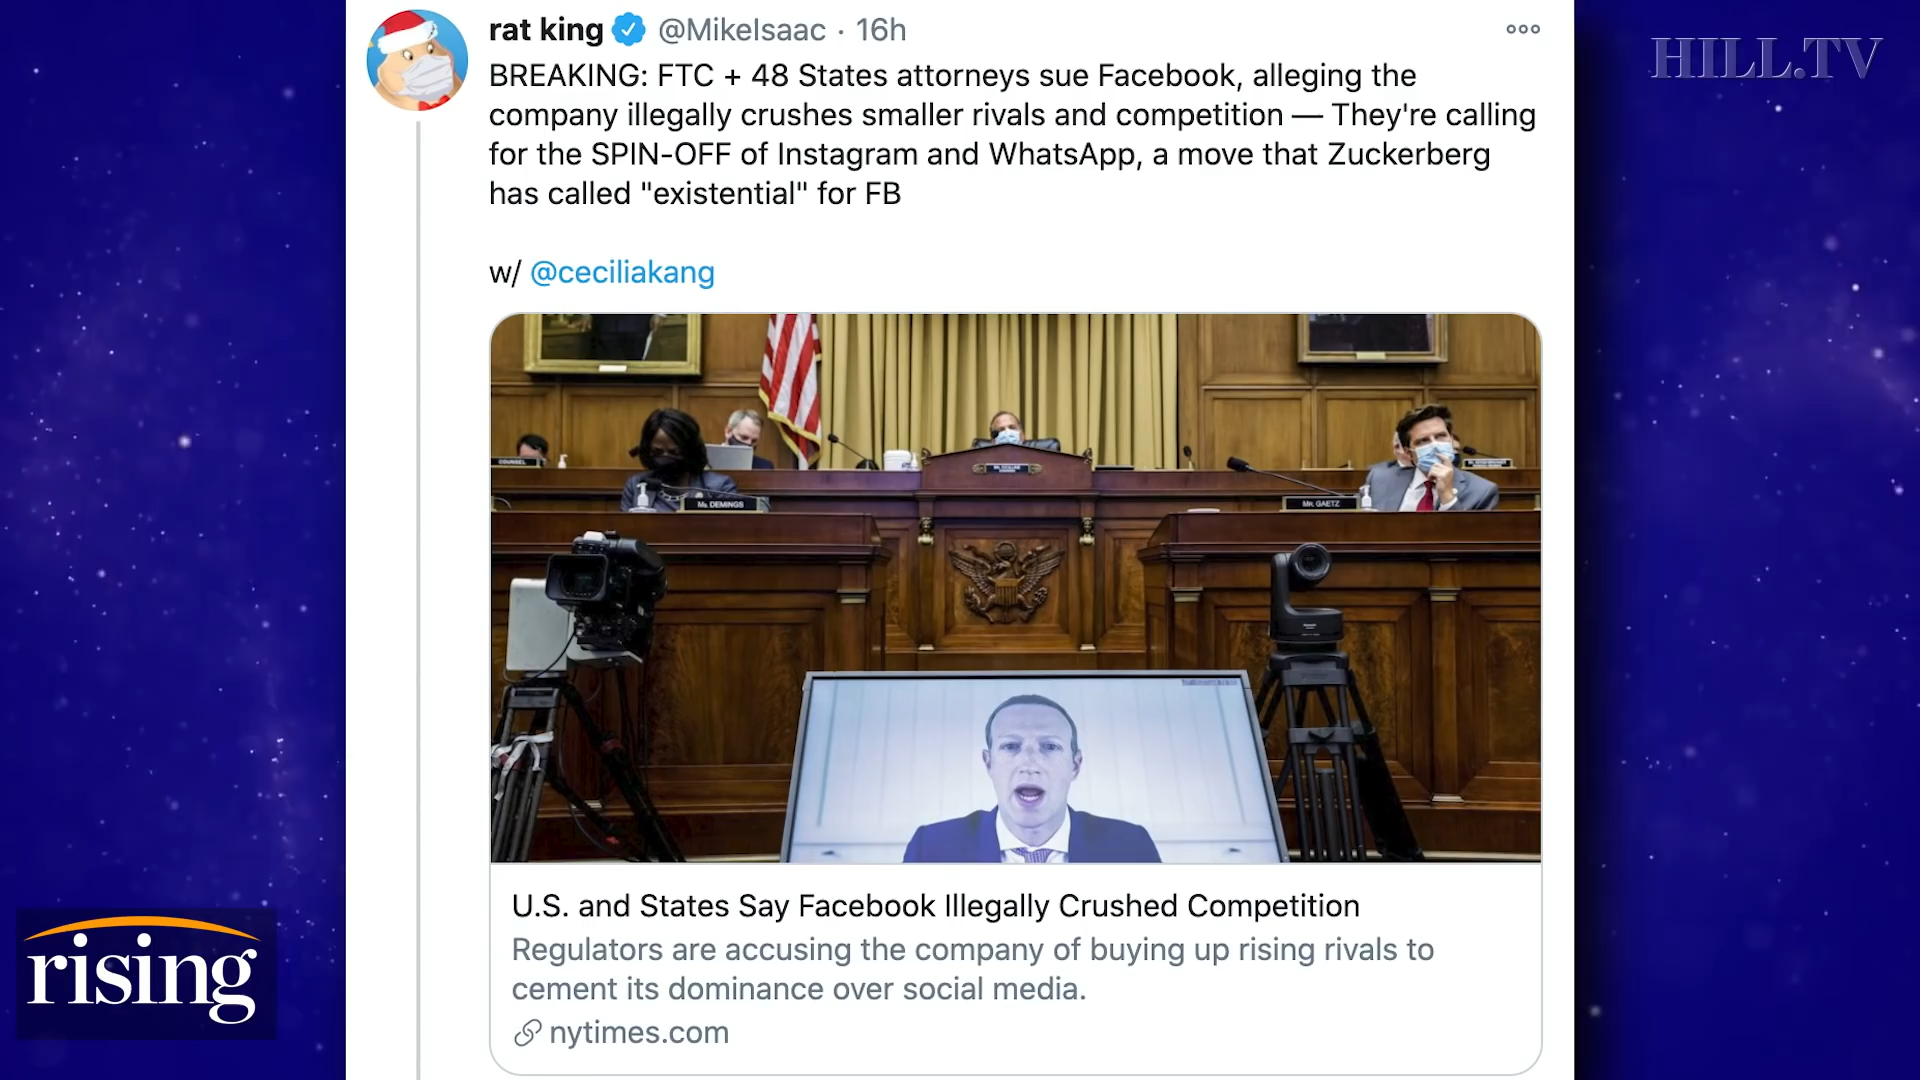 rat king @MikeIsaac · 16h
HILL.TV
BREAKING: FTC + 48 States attorneys sue Facebook, alleging the
company illegally crushes smaller rivals and competition — They're calling
for the SPIN-OFF of Instagram and WhatsApp, a move that Zuckerberg
has called "existential" for FB
w/ @ceciliakang
COUNSEL
MR. CICILLINE
Ms. DEMINGS
MR. GAETZ
U.S. and States Say Facebook Illegally Crushed Competition
Regulators are accusing the company of buying up rising rivals to
cement its dominance over social media.
nytimes.com
rising